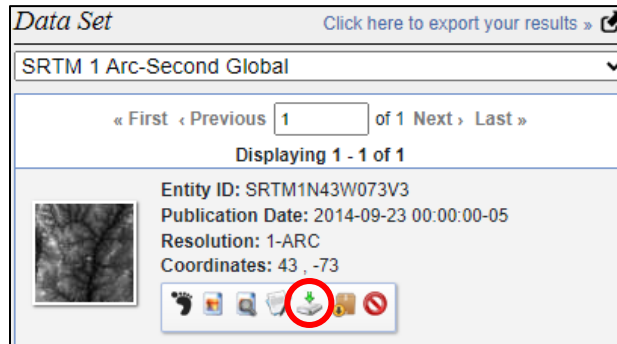 Data Set
Click here to export your results »
SRTM 1 Arc-Second Global
« First ‹ Previous 1 of 1 Next › Last »
Displaying 1 - 1 of 1
Entity ID: SRTM1N43W073V3
Publication Date: 2014-09-23 00:00:00-05
Resolution: 1-ARC
Coordinates: 43 , -73